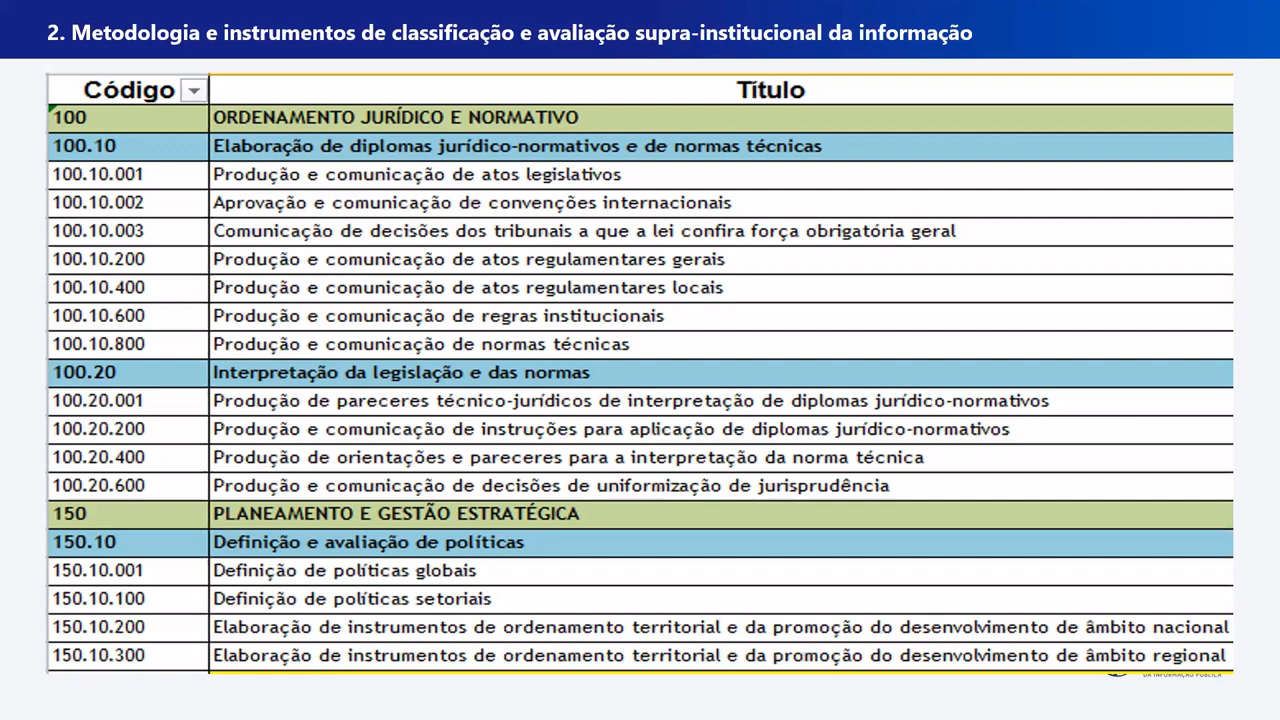 2. Metodologia e instrumentos de classificação e avaliação supra-institucional da informação
Código Título
100 ORDENAMENTO JURÍDICO E NORMATIVO
100.10 Elaboração de diplomas jurídico-normativos e de normas técnicas
100.10.001 Produção e comunicação de atos legislativos
100.10.002 Aprovação e comunicação de convenções internacionais
100.10.003 Comunicação de decisões dos tribunais a que a lei confira força obrigatória geral
100.10.200 Produção e comunicação de atos regulamentares gerais
100.10.400 Produção e comunicação de atos regulamentares locais
100.10.600 Produção e comunicação de regras institucionais
100.10.800 Produção e comunicação de normas técnicas
100.20 Interpretação da legislação e das normas
100.20.001 Produção de pareceres técnico-jurídicos de interpretação de diplomas jurídico-normativos
100.20.200 Produção e comunicação de instruções para aplicação de diplomas jurídico-normativos
100.20.400 Produção de orientações e pareceres para a interpretação da norma técnica
100.20.600 Produção e comunicação de decisões de uniformização de jurisprudência
150 PLANEAMENTO E GESTÃO ESTRATÉGICA
150.10 Definição e avaliação de políticas
150.10.001 Definição de políticas globais
150.10.100 Definição de políticas setoriais
150.10.200 Elaboração de instrumentos de ordenamento territorial e da promoção do desenvolvimento de âmbito nacional
150.10.300 Elaboração de instrumentos de ordenamento territorial e da promoção do desenvolvimento de âmbito regional
DA INFORMAÇÃO PÚBLICA